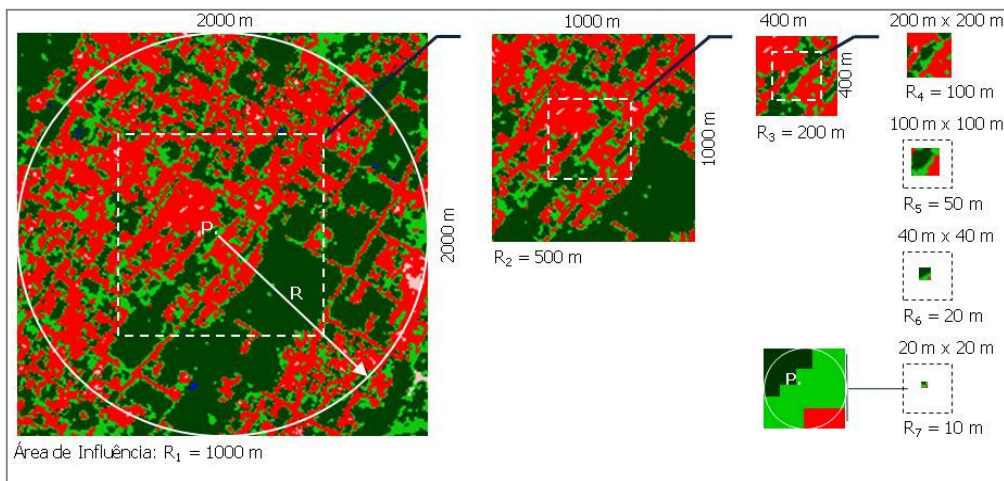 2000 m
1000 m
400 m
200 m x 200 m
2000 m
P.
R
Área de Influência: R₁ = 1000 m
1000 m
R₂ = 500 m
400 m
R₃ = 200 m
R₄ = 100 m
100 m x 100 m
R₅ = 50 m
40 m x 40 m
R₆ = 20 m
20 m x 20 m
P.
R₇ = 10 m